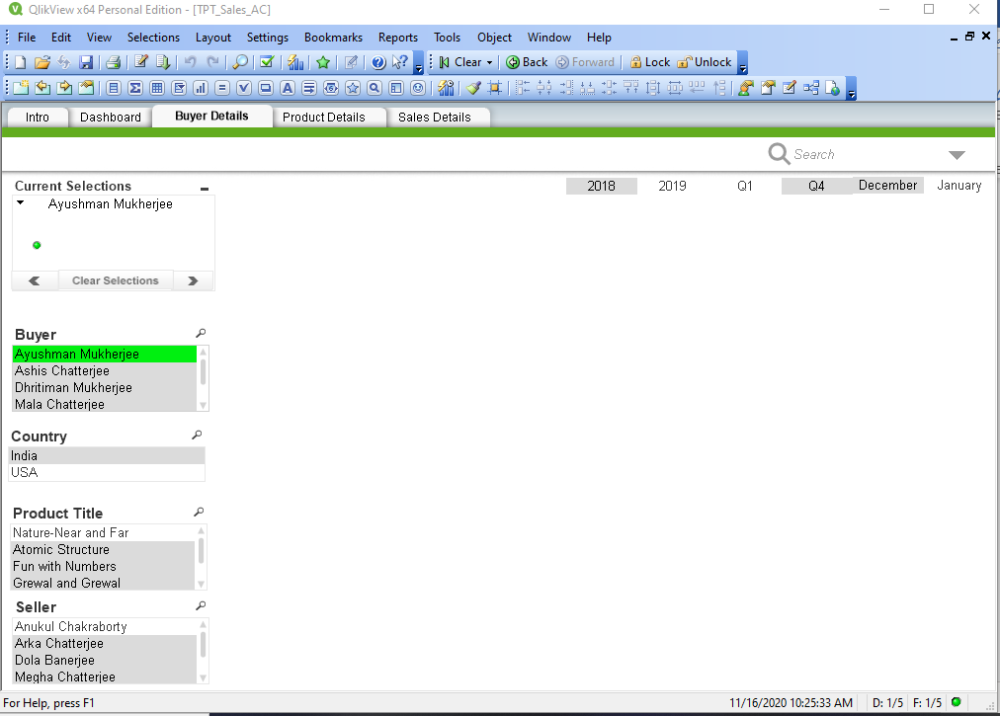 QlikView x64 Personal Edition - [TPT_Sales_AC]
File Edit View Selections Layout Settings Bookmarks Reports Tools Object Window Help
Clear Back Forward Lock Unlock
Intro Dashboard Buyer Details Product Details Sales Details
Search
Current Selections 2018 2019 Q1 Q4 December January
Ayushman Mukherjee
Clear Selections
Buyer
Ayushman Mukherjee
Ashis Chatterjee
Dhritiman Mukherjee
Mala Chatterjee
Country
India
USA
Product Title
Nature-Near and Far
Atomic Structure
Fun with Numbers
Grewal and Grewal
Seller
Anukul Chakraborty
Arka Chatterjee
Dola Banerjee
Megha Chatterjee
For Help, press F1 11/16/2020 10:25:33 AM D: 1/5 F: 1/5